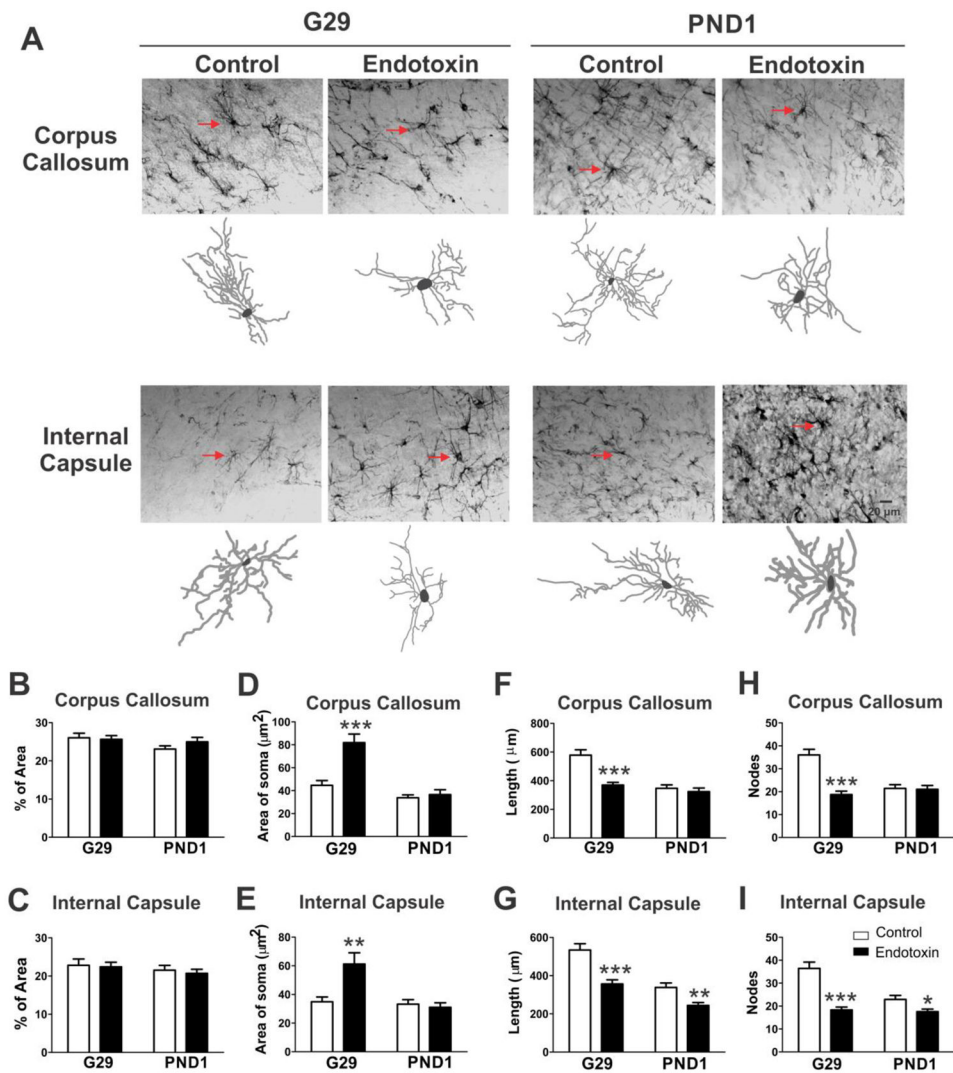 A
G29
PND1
Control
Endotoxin
Control
Endotoxin
Corpus
Callosum
Internal
Capsule
20 μm
B
Corpus Callosum
% of Area
30
20
10
0
G29
PND1
D
Corpus Callosum
Area of soma (μm²)
100
80
60
40
20
0
***
G29
PND1
F
Corpus Callosum
Length (μm)
800
600
400
200
0
***
G29
PND1
H
Corpus Callosum
Nodes
50
40
30
20
10
0
***
G29
PND1
C
Internal Capsule
% of Area
30
20
10
0
G29
PND1
E
Internal Capsule
Area of soma (μm²)
80
60
40
20
0
**
G29
PND1
G
Internal Capsule
Length (μm)
600
400
200
0
***
**
G29
PND1
I
Internal Capsule
Control
Endotoxin
Nodes
50
40
30
20
10
0
***
*
G29
PND1